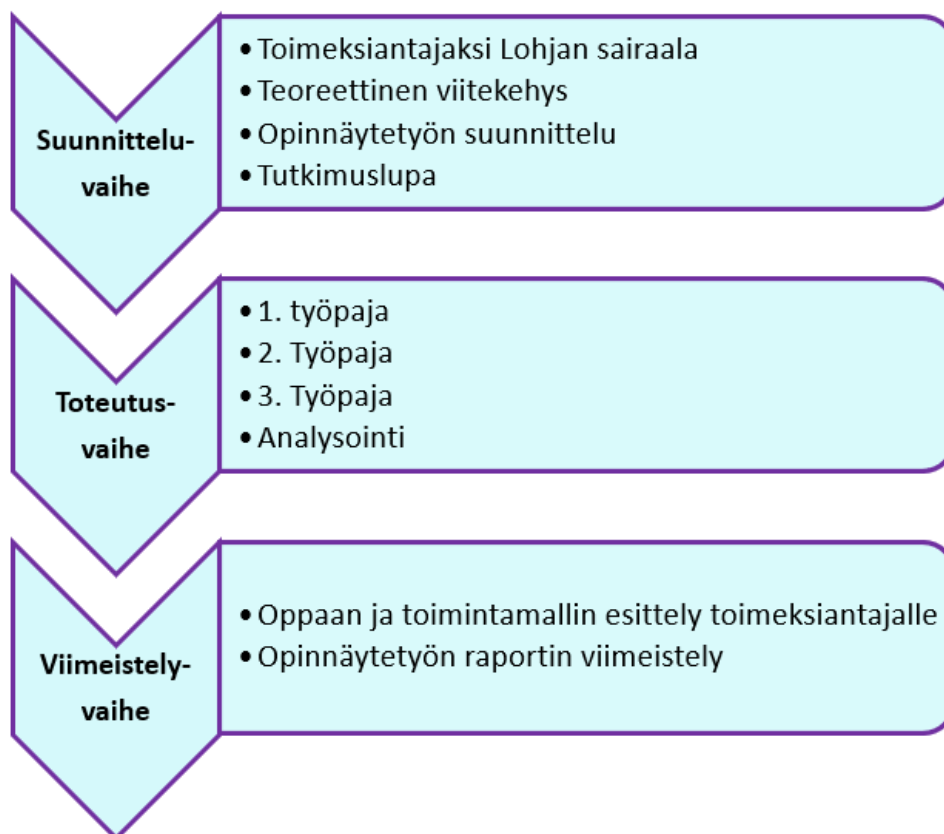 Suunnittelu-
vaihe
• Toimeksiantajaksi Lohjan sairaala
• Teoreettinen viitekehys
• Opinnäytetyön suunnittelu
• Tutkimuslupa
Toteutus-
vaihe
• 1. työpaja
• 2. Työpaja
• 3. Työpaja
• Analysointi
Viimeistely-
vaihe
• Oppaan ja toimintamallin esittely toimeksiantajalle
• Opinnäytetyön raportin viimeistely